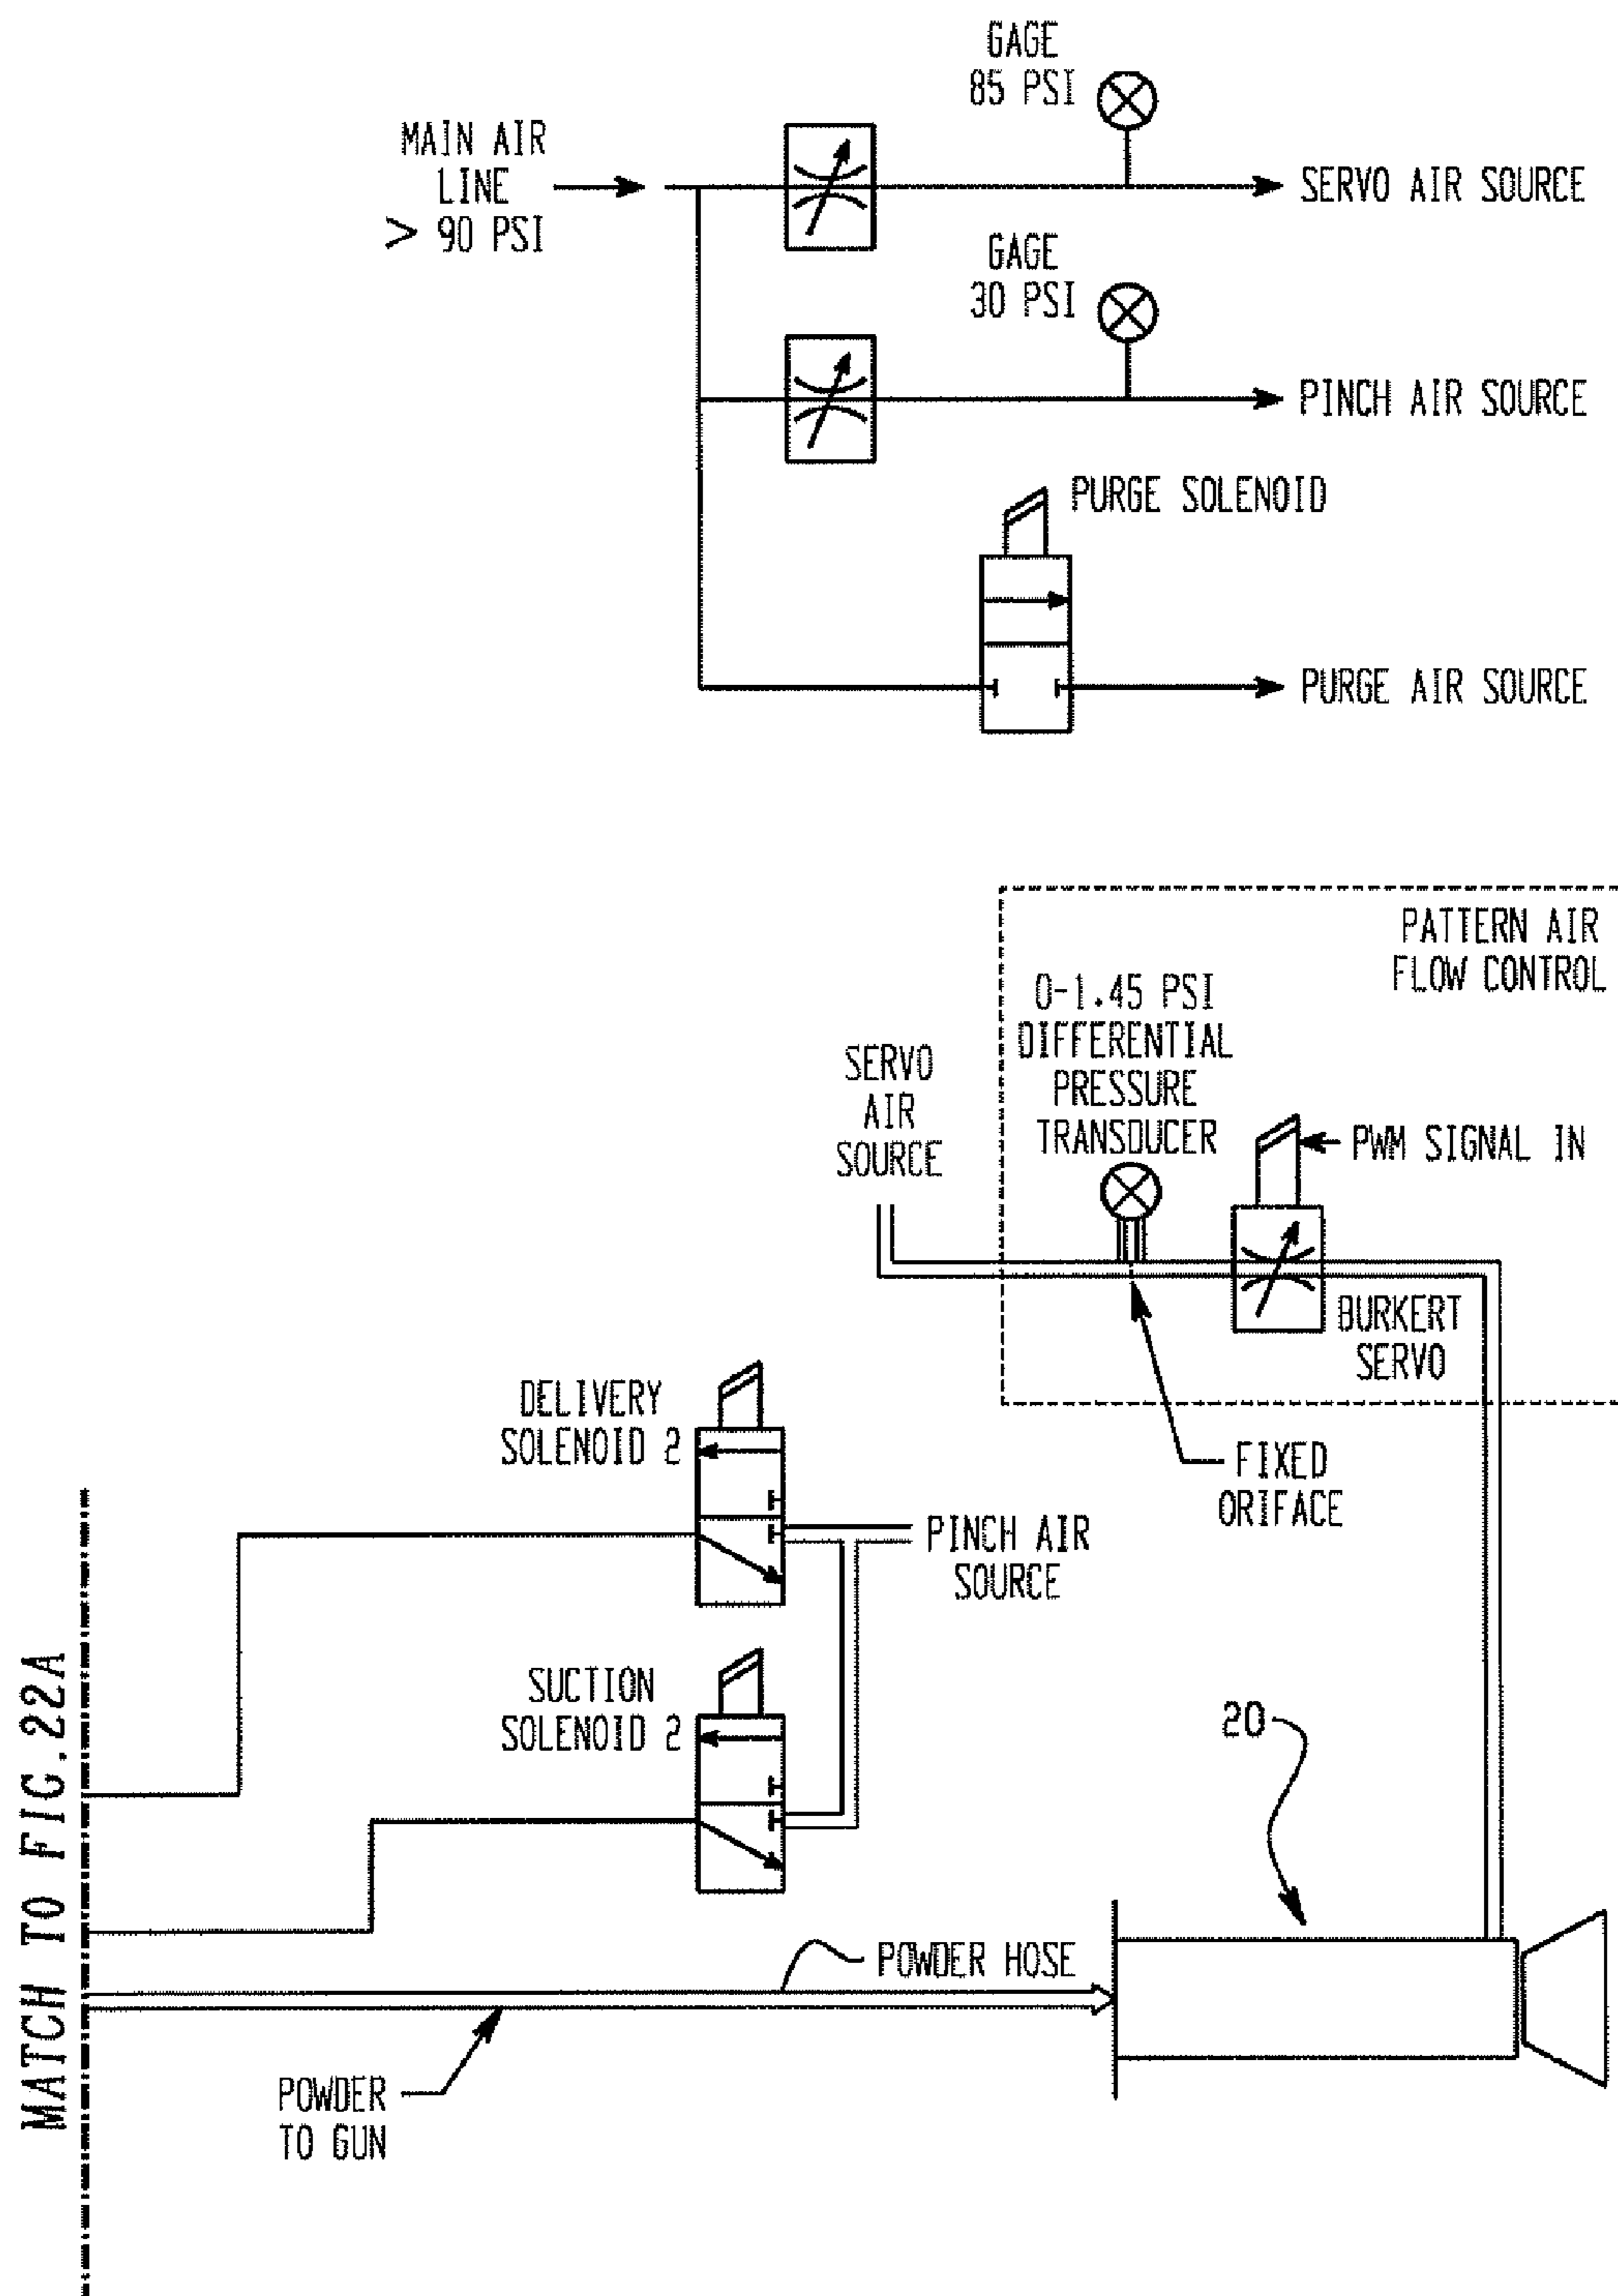 GAGE
85 PSI
MAIN AIR
LINE
> 90 PSI
SERVO AIR SOURCE
GAGE
30 PSI
PINCH AIR SOURCE
PURGE SOLENOID
PURGE AIR SOURCE
PATTERN AIR
FLOW CONTROL
0-1.45 PSI
DIFFERENTIAL
PRESSURE
TRANSDUCER
SERVO
AIR
SOURCE
PWM SIGNAL IN
BURKERT
SERVO
DELIVERY
SOLENOID 2
FIXED
ORIFACE
PINCH AIR
SOURCE
SUCTION
SOLENOID 2
20
MATCH TO FIG.22A
POWDER HOSE
POWDER
TO GUN